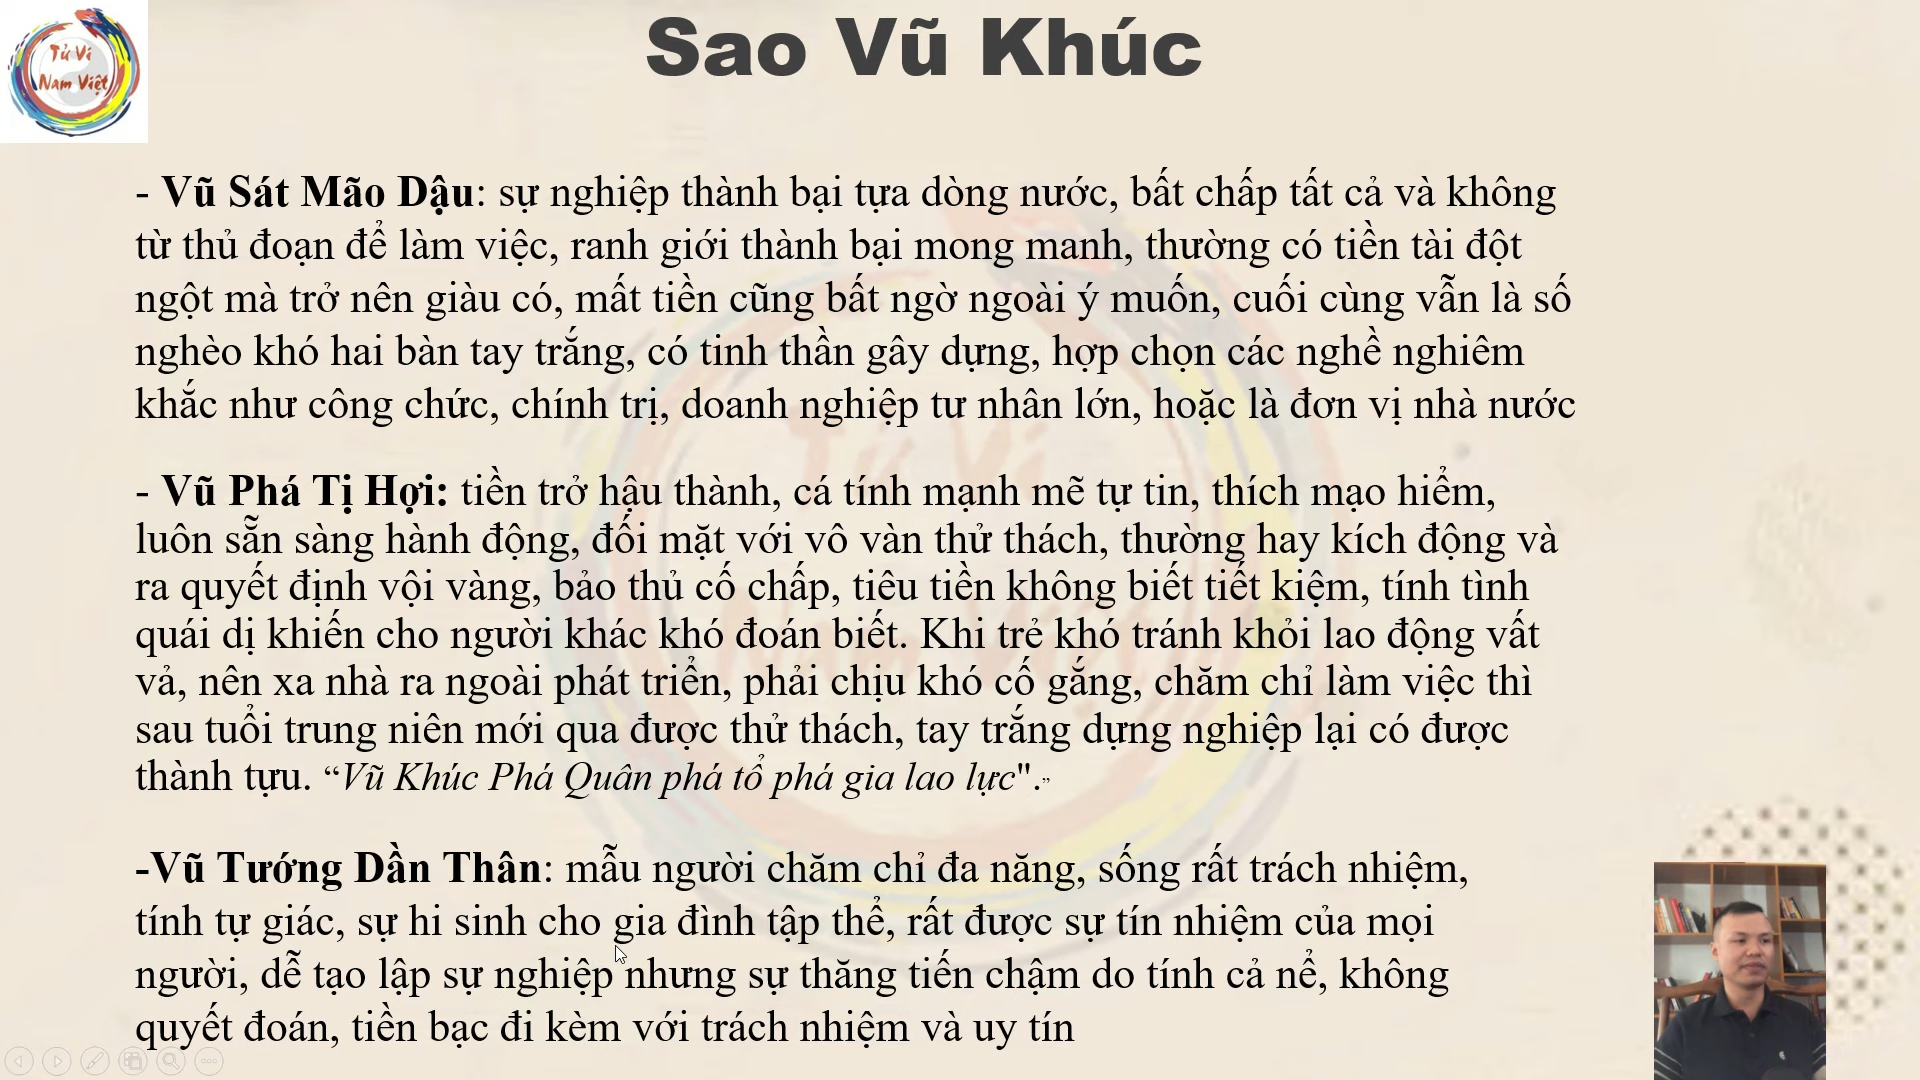 Tử Vi
Nam Việt
Sao Vũ Khúc
- Vũ Sát Mão Dậu: sự nghiệp thành bại tựa dòng nước, bất chấp tất cả và không
từ thủ đoạn để làm việc, ranh giới thành bại mong manh, thường có tiền tài đột
ngột mà trở nên giàu có, mất tiền cũng bất ngờ ngoài ý muốn, cuối cùng vẫn là số
nghèo khó hai bàn tay trắng, có tinh thần gây dựng, hợp chọn các nghề nghiêm
khắc như công chức, chính trị, doanh nghiệp tư nhân lớn, hoặc là đơn vị nhà nước
- Vũ Phá Tị Hợi: tiền trở hậu thành, cá tính mạnh mẽ tự tin, thích mạo hiểm,
luôn sẵn sàng hành động, đối mặt với vô vàn thử thách, thường hay kích động và
ra quyết định vội vàng, bảo thủ cố chấp, tiêu tiền không biết tiết kiệm, tính tình
quái dị khiến cho người khác khó đoán biết. Khi trẻ khó tránh khỏi lao động vất
vả, nên xa nhà ra ngoài phát triển, phải chịu khó cố gắng, chăm chỉ làm việc thì
sau tuổi trung niên mới qua được thử thách, tay trắng dựng nghiệp lại có được
thành tựu. “Vũ Khúc Phá Quân phá tổ phá gia lao lực".”
-Vũ Tướng Dần Thân: mẫu người chăm chỉ đa năng, sống rất trách nhiệm,
tính tự giác, sự hi sinh cho gia đình tập thể, rất được sự tín nhiệm của mọi
người, dễ tạo lập sự nghiệp nhưng sự thăng tiến chậm do tính cả nể, không
quyết đoán, tiền bạc đi kèm với trách nhiệm và uy tín